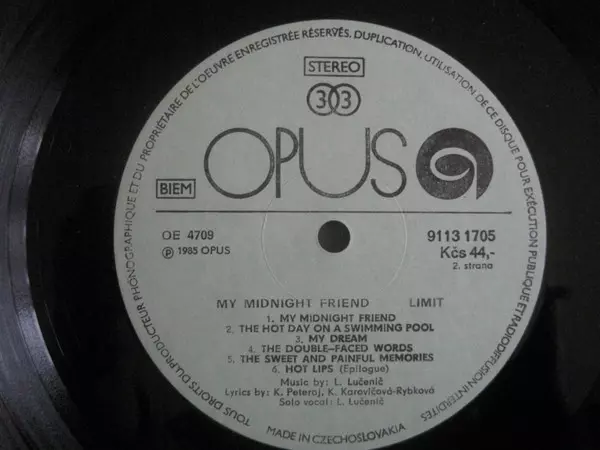 TOUS DROITS DU PRODUCTEUR PHONOGRAPHIQUE ET DU PROPRIÉTAIRE DE L'OEUVRE ENREGISTRÉE RÉSERVÉS. DUPLICATION, UTILISATION DE CE DISQUE POUR EXÉCUTION PUBLIQUE ET RADIODIFFUSION INTERDITES
STEREO
33
OPUS
BIEM
OE 4709
9113 1705
℗ 1985 OPUS
Kčs 44,-
2. strana
MY MIDNIGHT FRIEND LIMIT
1. MY MIDNIGHT FRIEND
2. THE HOT DAY ON A SWIMMING POOL
3. MY DREAM
4. THE DOUBLE-FACED WORDS
5. THE SWEET AND PAINFUL MEMORIES
6. HOT LIPS (Epilogue)
Music by: L. Lučenič
Lyrics by: K. Peteraj, K. Karovičová-Rybková
Solo vocal: L. Lučenič
MADE IN CZECHOSLOVAKIA